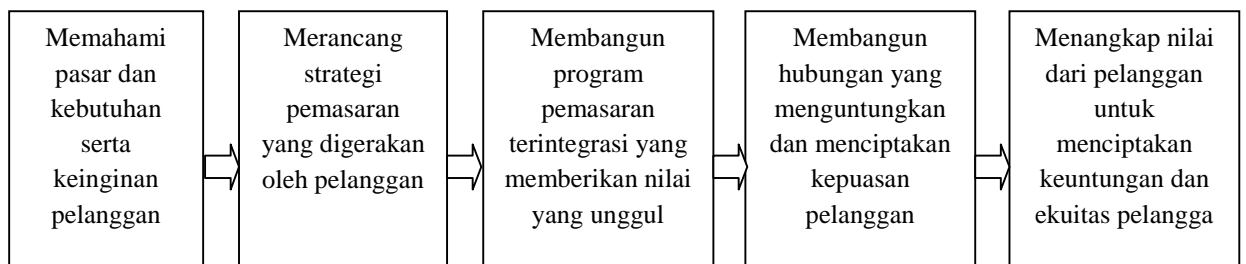 Memahami
pasar dan
kebutuhan
serta
keinginan
pelanggan
Merancang
strategi
pemasaran
yang digerakan
oleh pelanggan
Membangun
program
pemasaran
terintegrasi yang
memberikan nilai
yang unggul
Membangun
hubungan yang
menguntungkan
dan menciptakan
kepuasan
pelanggan
Menangkap nilai
dari pelanggan
untuk
menciptakan
keuntungan dan
ekuitas pelangga